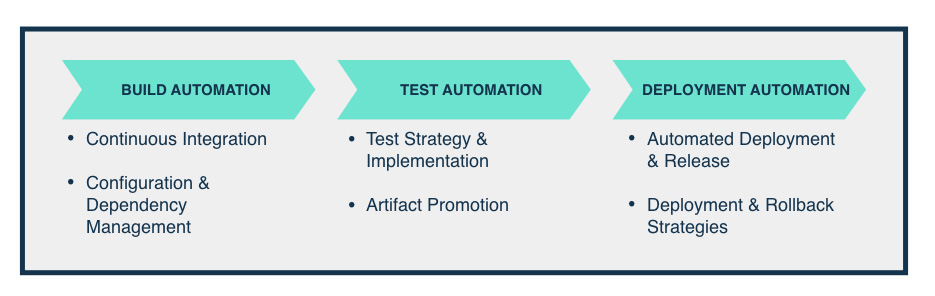 BUILD AUTOMATION
• Continuous Integration
• Configuration &
Dependency
Management
TEST AUTOMATION
• Test Strategy &
Implementation
• Artifact Promotion
DEPLOYMENT AUTOMATION
• Automated Deployment
& Release
• Deployment & Rollback
Strategies